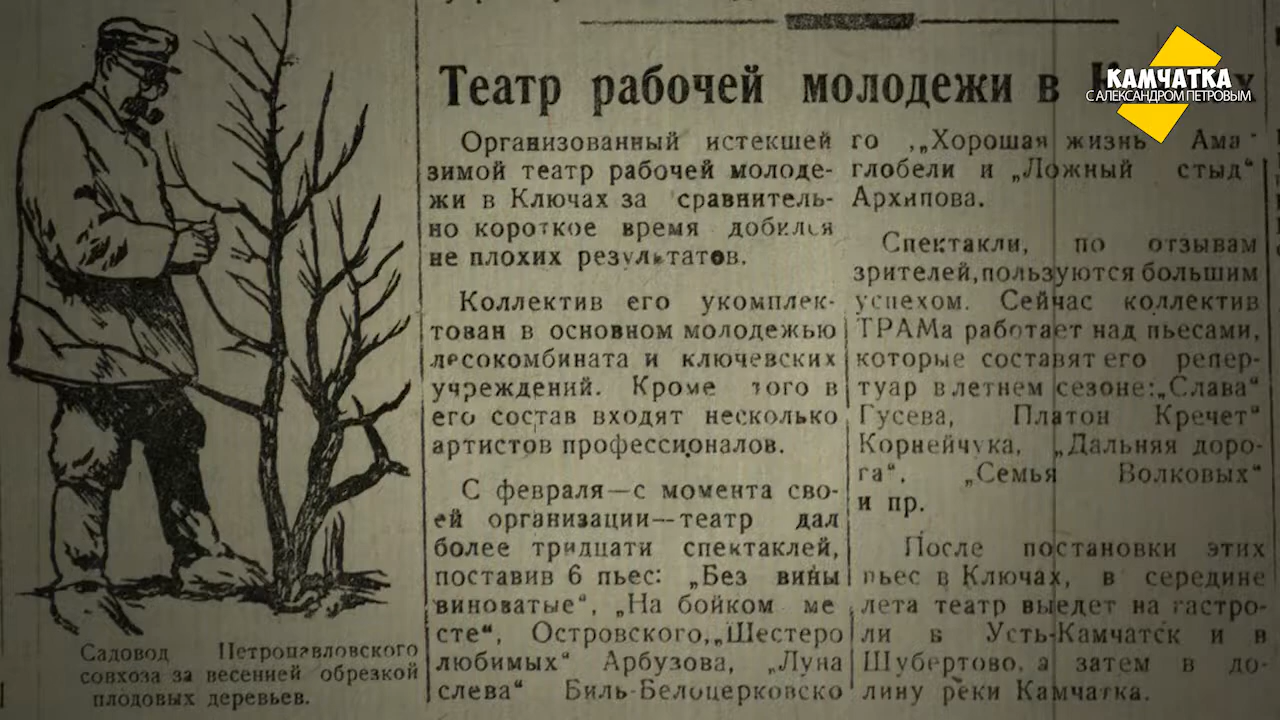 КАМЧАТКА
С АЛЕКСАНДРОМ ПЕТРОВЫМ
Театр рабочей молодежи в
Организованный истекшей
зимой театр рабочей молоде-
жи в Ключах за сравнитель-
но короткое время добился
не плохих результатов.
Коллектив его укомплек-
тован в основном молодежью
лесокомбината и ключевских
учреждений. Кроме того в
его состав входят несколько
артистов профессионалов.
С февраля—с момента сво-
ей организации—театр дал
более тридцати спектаклей,
поставив 6 пьес: „Без вины
виноватые“, „На бойком ме
сте“, Островского, „Шестеро
любимых“ Арбузова, „Луна
слева“ Биль-Белоцерковско
го ,„Хорошая жизнь Ама
глобели и „Ложный стыд“
Архипова.
Спектакли, по отзывам
зрителей,пользуются большим
успехом. Сейчас коллектив
ТРАМа работает над пьесами,
которые составят его репер-
туар в летнем сезоне:„Слава“
Гусева, Платон Кречет“
Корнейчука, „Дальняя доро-
га“, „Семья Волковых“
и пр.
После постановки этих
пьес в Ключах, в середине
лета театр выедет на гастро-
ли в Усть-Камчатск и в
Шубертово, а затем в до-
лину реки Камчатка.
Садовод Петропавловского
совхоза за весенней обрезкой
плодовых деревьев.